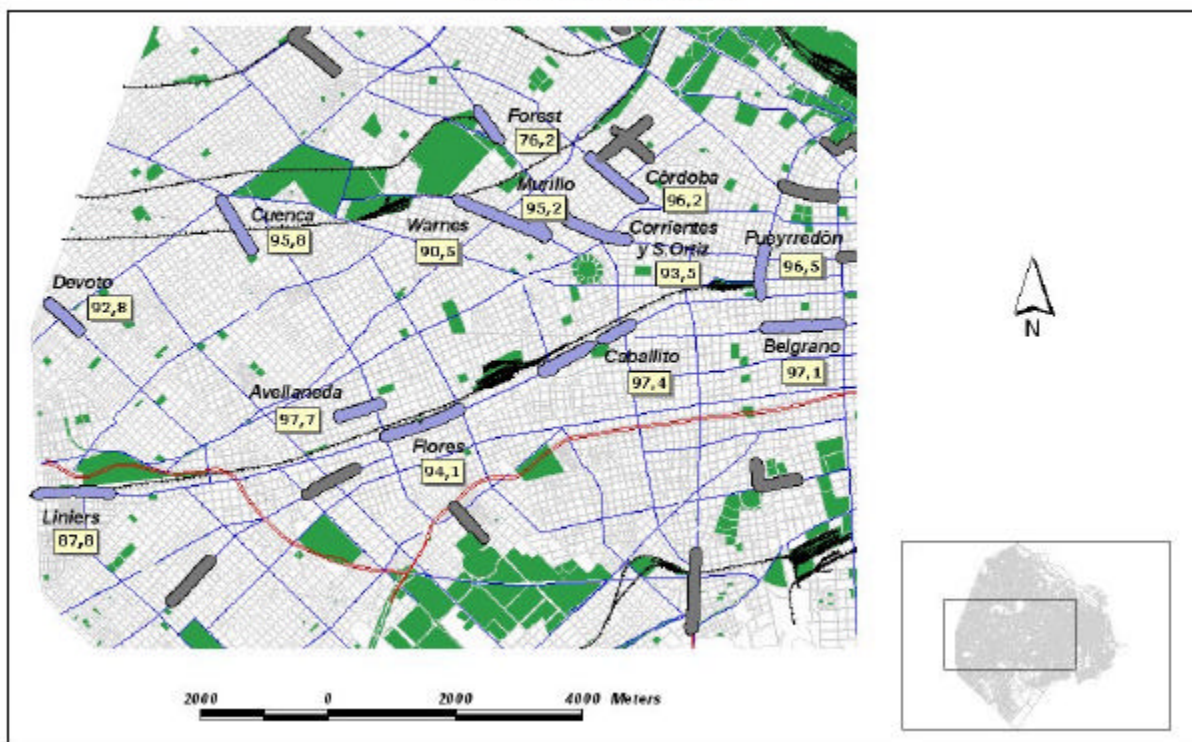 Forest
76,2
Murillo
95,2
Córdoba
96,2
Cuenca
95,8
Warnes
90,5
Corrientes
y S.Ortiz
93,5
Pueyrredón
96,5
Devoto
92,8
Caballito
97,4
Belgrano
97,1
Avellaneda
97,7
Flores
94,1
Liniers
87,8
N
2000 0 2000 4000 Meters